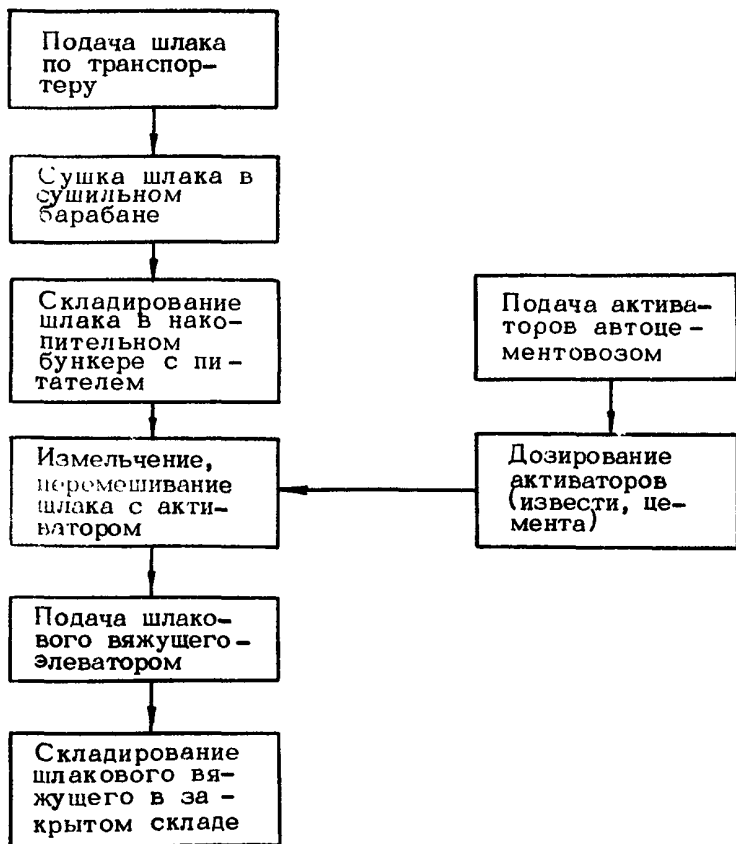 Подача шлака
по транспор-
теру
Сушка шлака в
сушильном
барабане
Складирование
шлака в нако-
пительном
бункере с пи-
тателем
Подача активa-
торов автоце-
ментовозом
Измельчение,
перемешивание
шлака с акти-
ватором
Дозирование
активаторов
(извести, це-
мента)
Подача шлако-
вого вяжущего-
элеватором
Складирование
шлакового вя-
жущего в за-
крытом складе